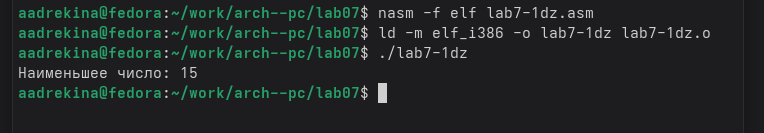 aadrekina@fedora:~/work/arch--pc/lab07$ nasm -f elf lab7-1dz.asm
aadrekina@fedora:~/work/arch--pc/lab07$ ld -m elf_i386 -o lab7-1dz lab7-1dz.o
aadrekina@fedora:~/work/arch--pc/lab07$ ./lab7-1dz
Наименьшее число: 15
aadrekina@fedora:~/work/arch--pc/lab07$